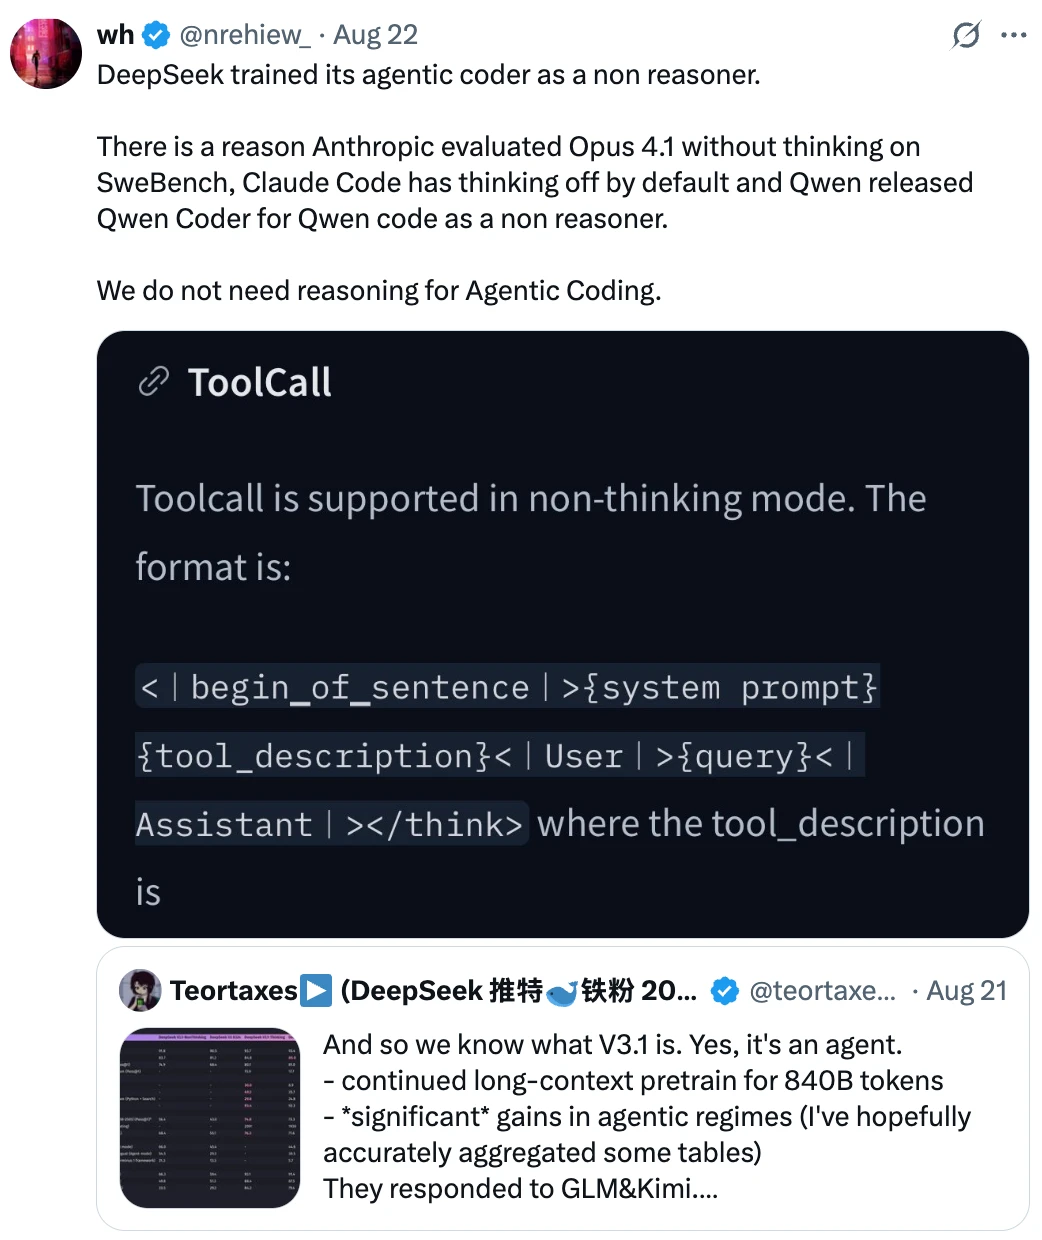 wh @nrehiew_ · Aug 22
DeepSeek trained its agentic coder as a non reasoner.
There is a reason Anthropic evaluated Opus 4.1 without thinking on
SweBench, Claude Code has thinking off by default and Qwen released
Qwen Coder for Qwen code as a non reasoner.
We do not need reasoning for Agentic Coding.
ToolCall
Toolcall is supported in non-thinking mode. The
format is:
<｜begin_of_sentence｜>{system prompt}
{tool_description}<｜User｜>{query}<｜
Assistant｜></think> where the tool_description
is
Teortaxes▶️ (DeepSeek 推特🐋铁粉 20... @teortaxe... · Aug 21
And so we know what V3.1 is. Yes, it's an agent.
- continued long-context pretrain for 840B tokens
- *significant* gains in agentic regimes (I've hopefully
accurately aggregated some tables)
They responded to GLM&Kimi....